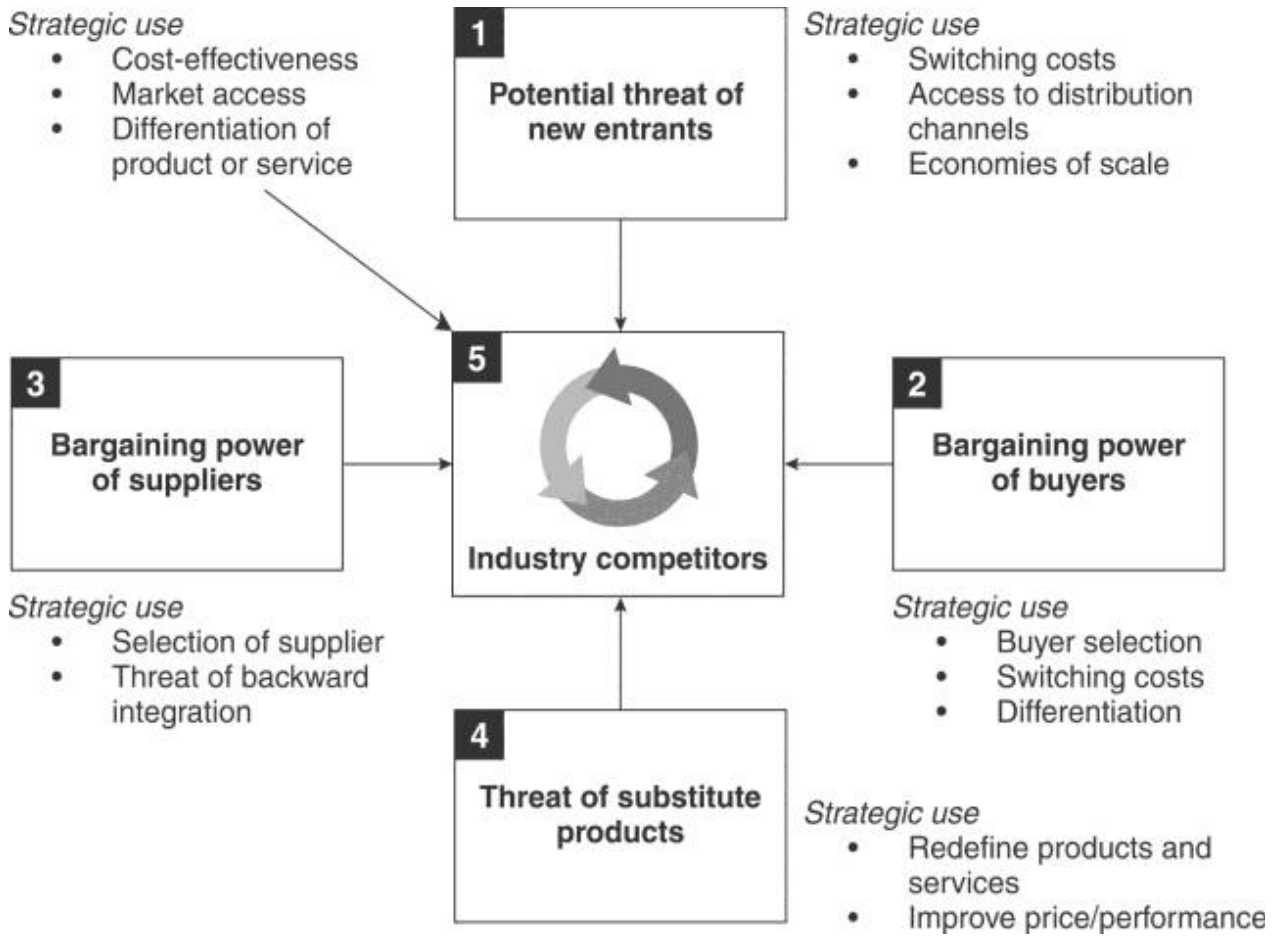 Strategic use
• Cost-effectiveness
• Market access
• Differentiation of
product or service
1
Potential threat of
new entrants
Strategic use
• Switching costs
• Access to distribution
channels
• Economies of scale
3
Bargaining power
of suppliers
Strategic use
• Selection of supplier
• Threat of backward
integration
5
Industry competitors
2
Bargaining power
of buyers
Strategic use
• Buyer selection
• Switching costs
• Differentiation
4
Threat of substitute
products
Strategic use
• Redefine products and
services
• Improve price/performance